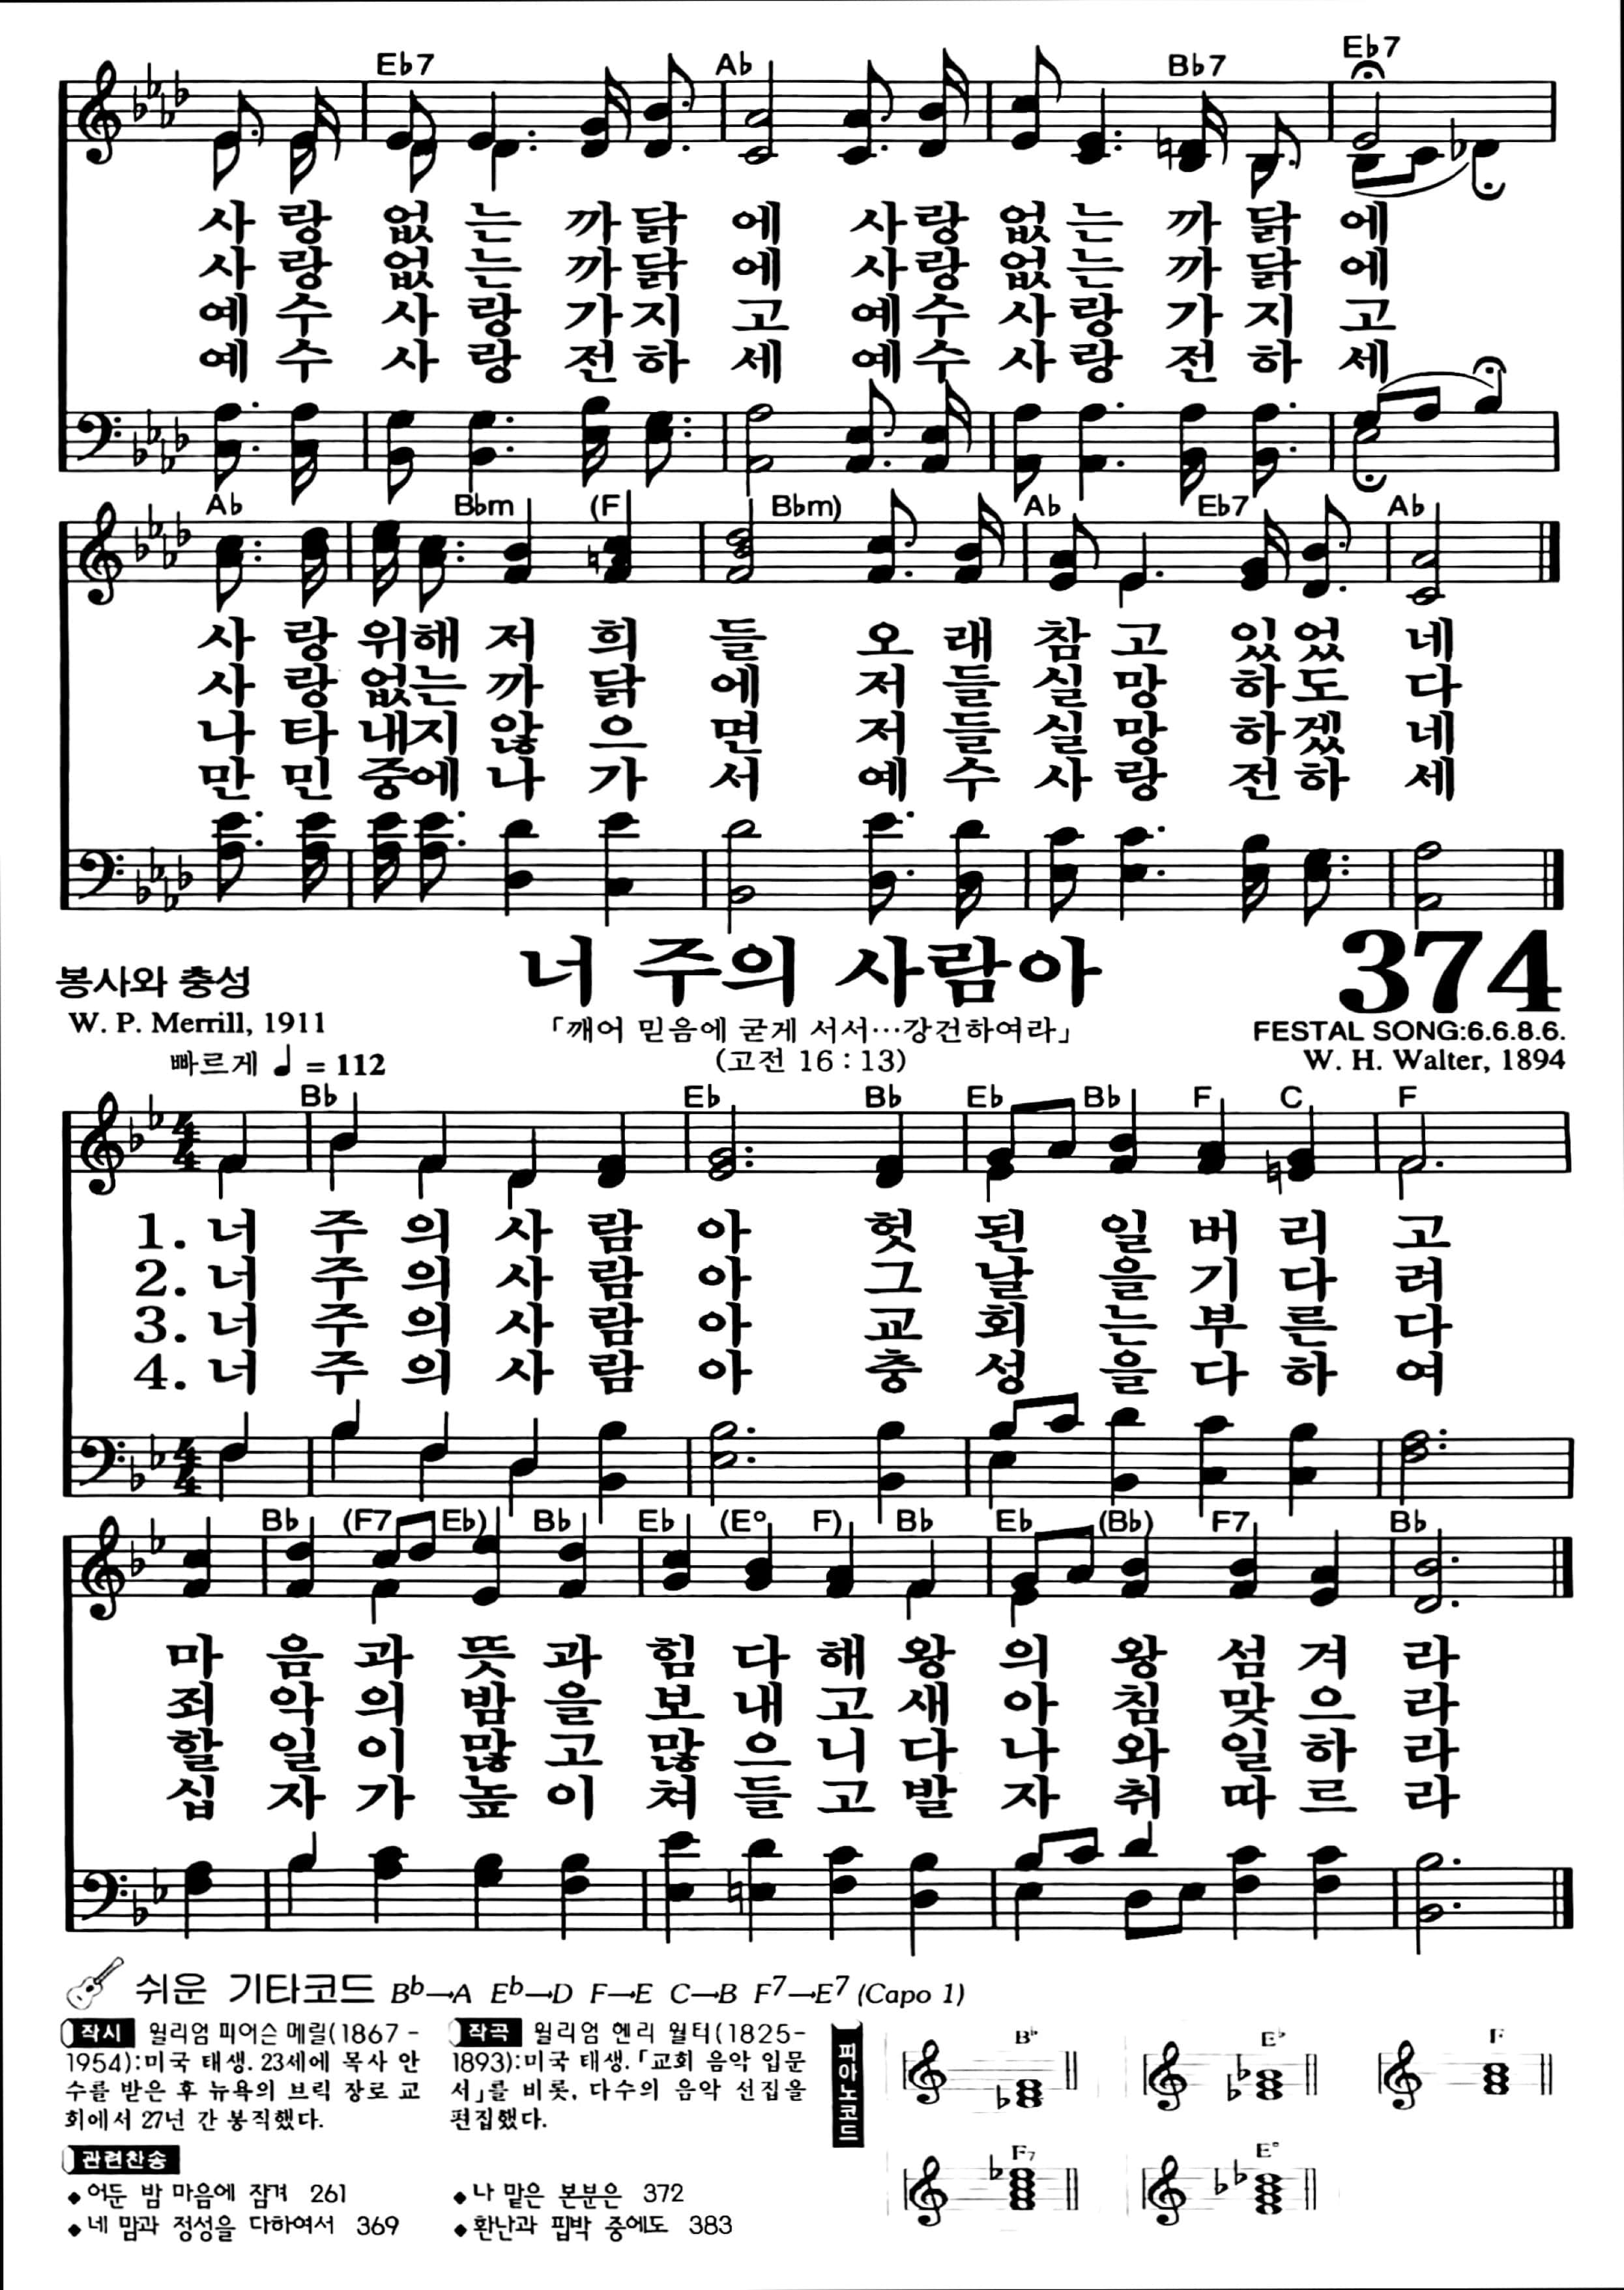 Eb7 Ab Bb7 Eb7
사 랑 없 는 까 닭 에 사 랑 없 는 까 닭 에
사 랑 없 는 까 닭 에 사 랑 없 는 까 닭 에
예 수 사 랑 가 지 고 예 수 사 랑 가 지 고
예 수 사 랑 전 하 세 예 수 사 랑 전 하 세
Ab Bbm (F Bbm) Ab Eb7 Ab
사 랑 위 해 저 희 들 오 래 참 고 있 었 네
사 랑 없 는 까 닭 에 저 들 실 망 하 도 다
나 타 내 지 않 으 면 저 들 실 망 하 겠 네
만 민 중 에 나 가 서 예 수 사 랑 전 하 세
봉사와 충성
너 주의 사람아
374
W. P. Merrill, 1911
「깨어 믿음에 굳게 서서…강건하여라」
FESTAL SONG:6.6.8.6.
빠르게 ♩ = 112
(고전 16 : 13)
W. H. Walter, 1894
Bb Eb Bb Eb Bb F C F
4/4
1. 너 주 의 사 람 아 헛 된 일 버 리 고
2. 너 주 의 사 람 아 그 날 을 기 다 려
3. 너 주 의 사 람 아 교 회 는 부 른 다
4. 너 주 의 사 람 아 충 성 을 다 하 여
4/4
Bb (F7 Eb) Bb Eb (E° F) Bb Eb (Bb) F7 Bb
마 음 과 뜻 과 힘 다 해 왕 의 왕 섬 겨 라
죄 악 의 밤 을 보 내 고 새 아 침 맞 으 라
할 일 이 많 고 많 으 니 다 나 와 일 하 라
십 자 가 높 이 쳐 들 고 발 자 취 따 르 라
쉬운 기타코드 Bb→A Eb→D F→E C→B F7→E7 (Capo 1)
작시 윌리엄 피어슨 메릴(1867-
1954):미국 태생. 23세에 목사 안
수를 받은 후 뉴욕의 브릭 장로 교
회에서 27년 간 봉직했다.
작곡 윌리엄 헨리 월터(1825-
1893):미국 태생. 「교회 음악 입문
서」를 비롯, 다수의 음악 선집을
편집했다.
관련찬송
◆어둔 밤 마음에 잠겨 261
◆네 맘과 정성을 다하여서 369
◆나 맡은 본분은 372
◆환난과 핍박 중에도 383
피아노코드
Bb Eb F
F7 E°